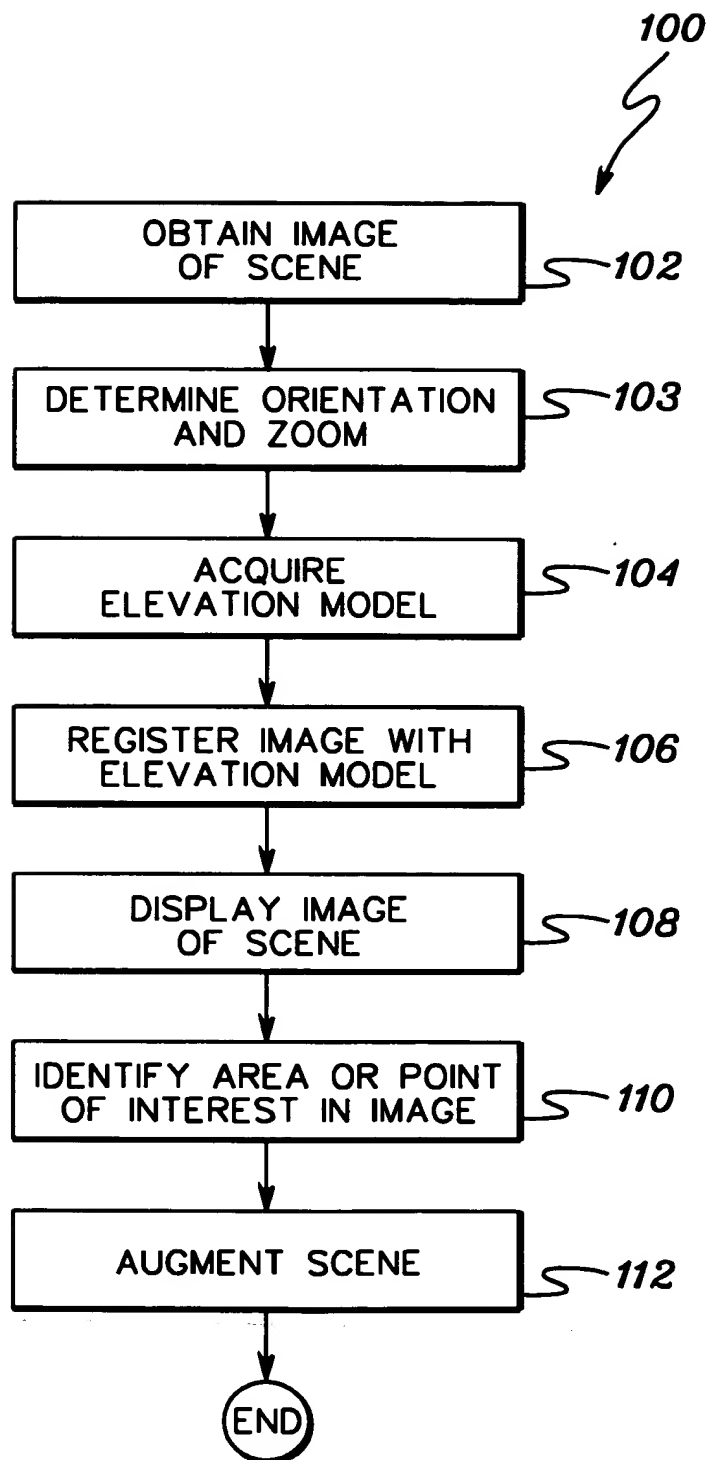 100
OBTAIN IMAGE
OF SCENE
102
DETERMINE ORIENTATION
AND ZOOM
103
ACQUIRE
ELEVATION MODEL
104
REGISTER IMAGE WITH
ELEVATION MODEL
106
DISPLAY IMAGE
OF SCENE
108
IDENTIFY AREA OR POINT
OF INTEREST IN IMAGE
110
AUGMENT SCENE
112
END